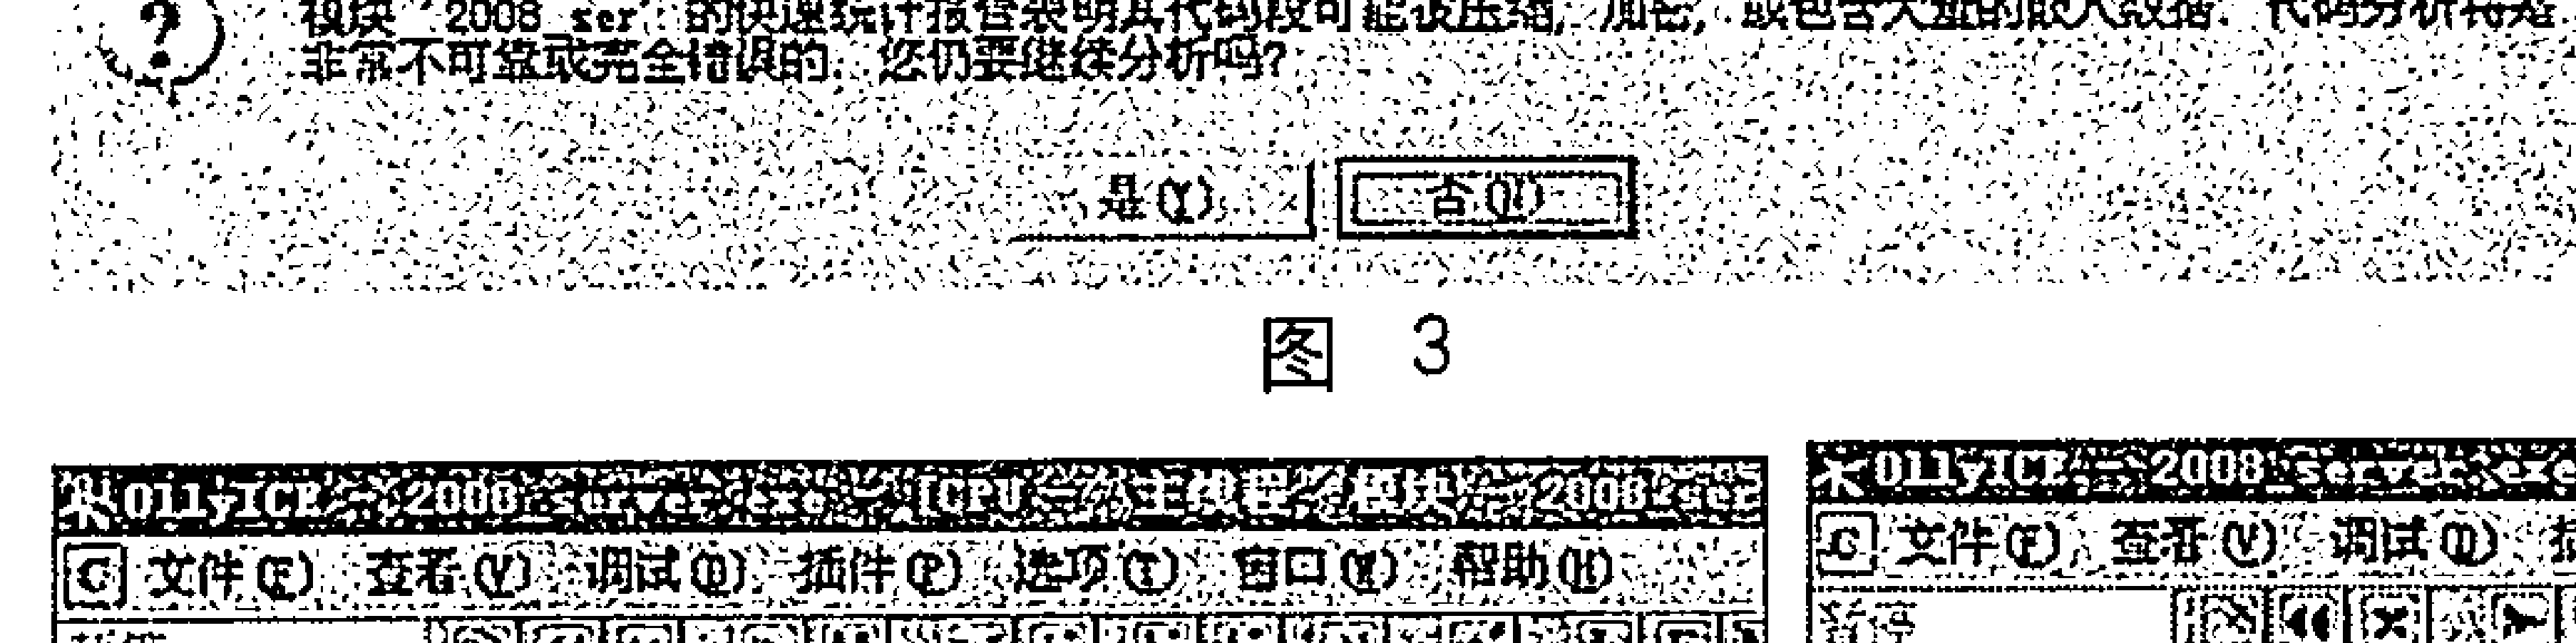 模块 '2008_ser' 的快速统计报告表明其代码段可能被压缩, 加密, 或包含大量的嵌入数据. 代码分析将是
非常不可靠或完全错误的. 您仍要继续分析吗?
是(Y) 否(N)
图 3
OllyICE - 2008_server.exe - [CPU - 主线程, 模块 - 2008_ser
C 文件(F) 查看(V) 调试(D) 插件(P) 选项(T) 窗口(W) 帮助(H)
OllyICE - 2008_server.exe
C 文件(F) 查看(V) 调试(D)
暂停